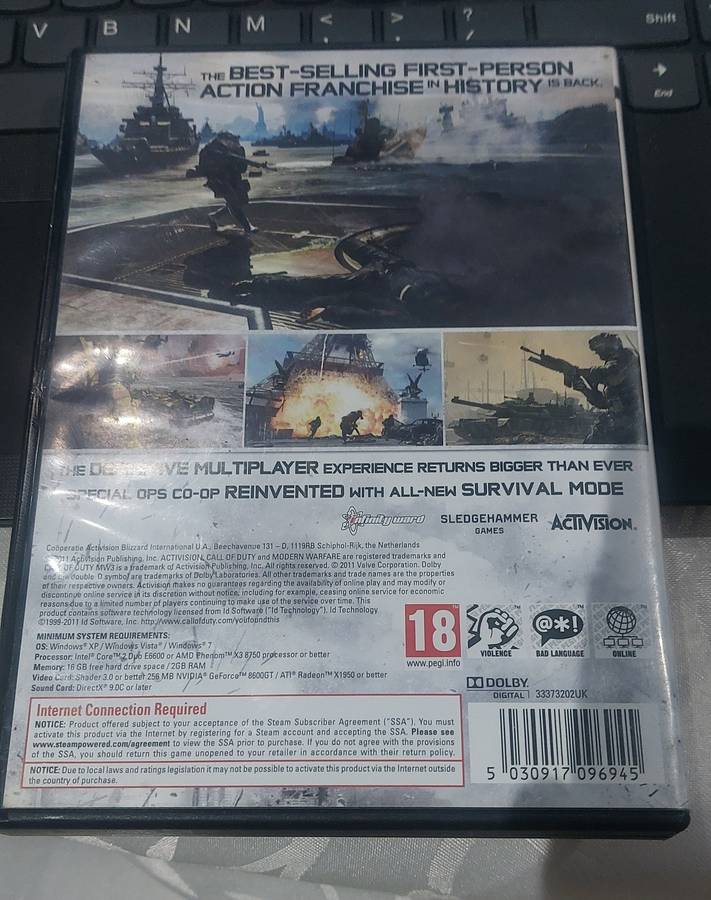 V B N M < , > . ? / Shift
→ End
THE BEST-SELLING FIRST-PERSON
ACTION FRANCHISE IN HISTORY IS BACK.
THE MULTIPLAYER EXPERIENCE RETURNS BIGGER THAN EVER
SPECIAL OPS CO-OP REINVENTED WITH ALL-NEW SURVIVAL MODE
infinity ward SLEDGEHAMMER GAMES ACTIVISION.
Cooperatie Activision Blizzard International U.A., Beechavenue 131 – D, 1119RB Schiphol-Rijk, the Netherlands
2011 Activision Publishing, Inc. ACTIVISION, CALL OF DUTY and MODERN WARFARE are registered trademarks and
OF DUTY MW3 is a trademark of Activision Publishing, Inc. All rights reserved. © 2011 Valve Corporation. Dolby
and the double-D symbol are trademarks of Dolby Laboratories. All other trademarks and trade names are the properties
of their respective owners. Activision makes no guarantees regarding the availability of online play and may modify or
discontinue online service in its discretion without notice, including for example, ceasing online service for economic
reasons due to a limited number of players continuing to make use of the service over time. This
product contains software technology licensed from Id Software ("Id Technology"). Id Technology
©1999-2011 Id Software, Inc. http://www.callofduty.com/youfoundthis
MINIMUM SYSTEM REQUIREMENTS:
OS: Windows® XP / Windows Vista® / Windows® 7
Processor: Intel® Core™ 2 Duo E6600 or AMD Phenom™ X3 8750 processor or better
Memory: 16 GB free hard drive space / 2GB RAM
Video Card: Shader 3.0 or better 256 MB NVIDIA® GeForce™ 8600GT / ATI® Radeon™ X1950 or better
Sound Card: DirectX® 9.0C or later
18
www.pegi.info
VIOLENCE
@*!
BAD LANGUAGE
ONLINE
DOLBY
DIGITAL 33373202UK
Internet Connection Required
NOTICE: Product offered subject to your acceptance of the Steam Subscriber Agreement ("SSA"). You must
activate this product via the Internet by registering for a Steam account and accepting the SSA. Please see
www.steampowered.com/agreement to view the SSA prior to purchase. If you do not agree with the provisions
of the SSA, you should return this game unopened to your retailer in accordance with their return policy.
NOTICE: Due to local laws and ratings legislation it may not be possible to activate this product via the Internet outside
the country of purchase.
5 030917 096945